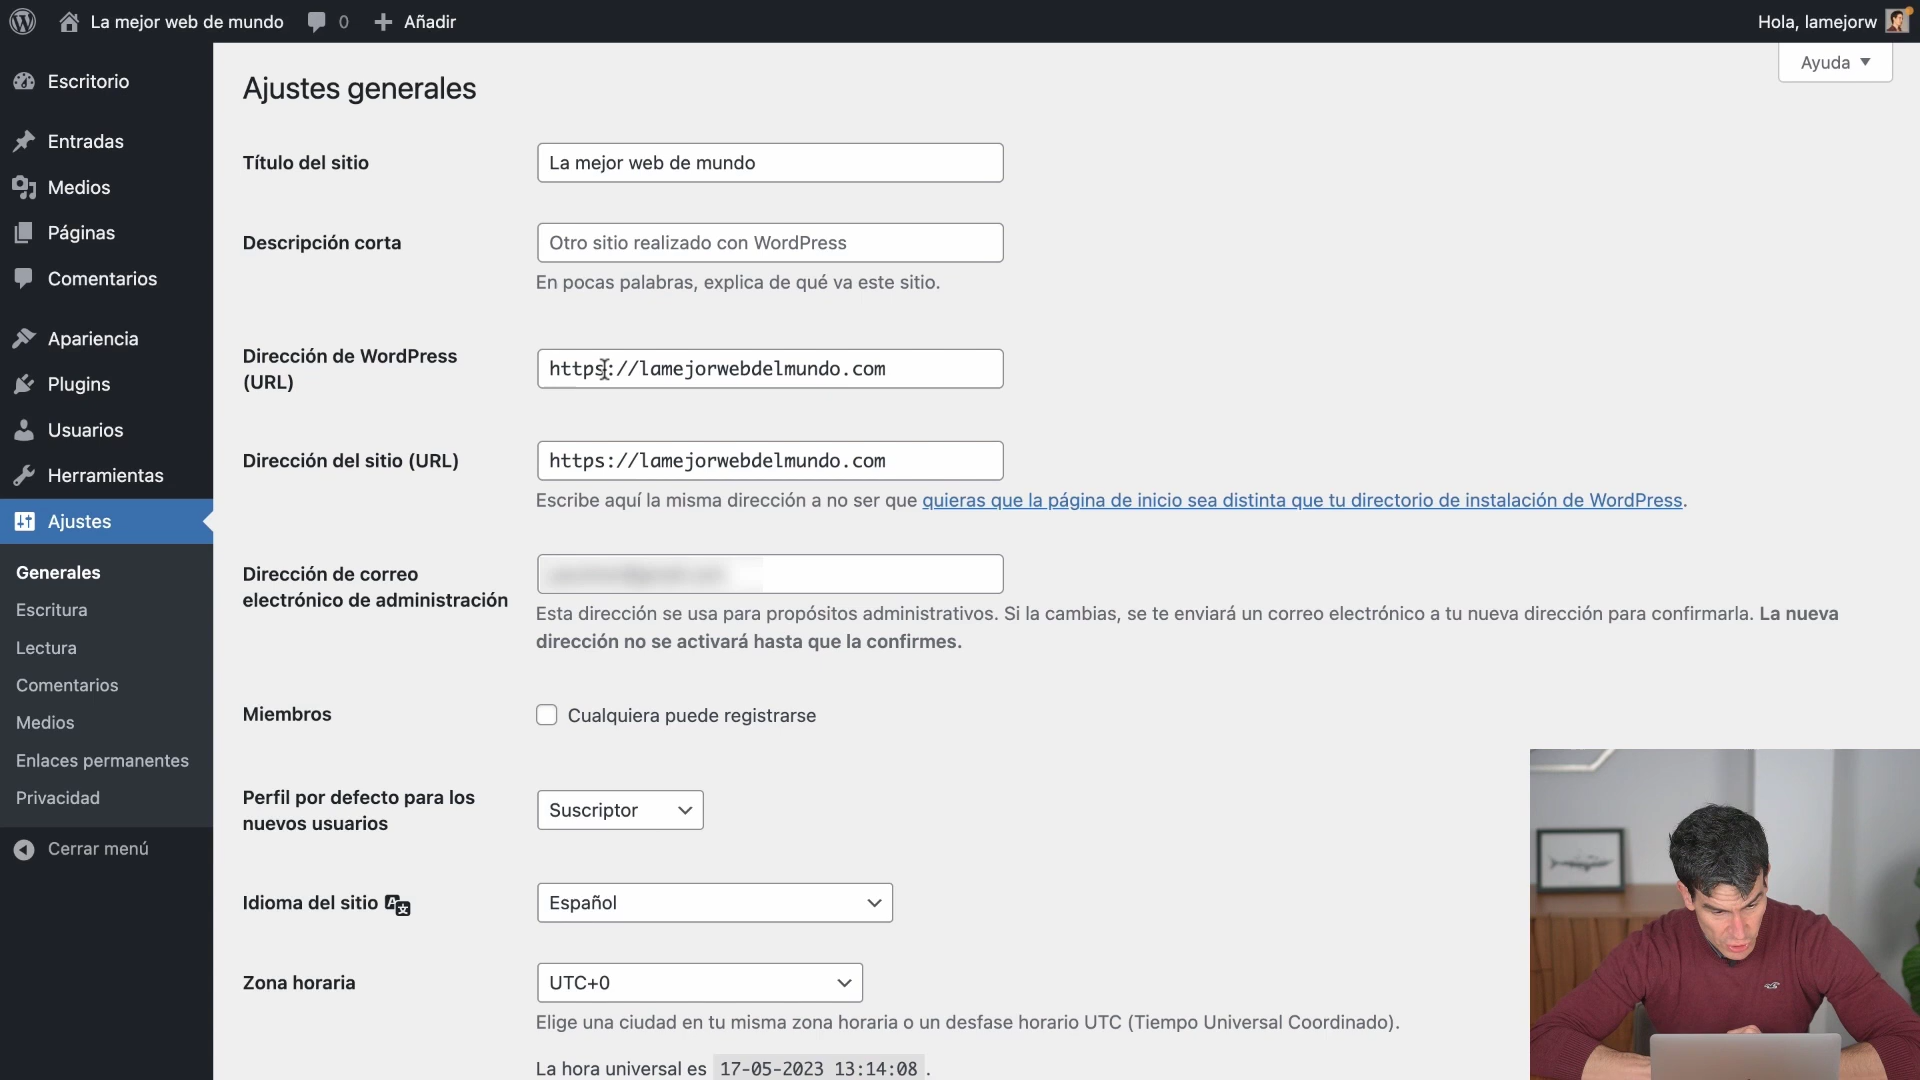 La mejor web de mundo
0
Añadir
Hola, lamejorw
Ayuda
Escritorio
Entradas
Medios
Páginas
Comentarios
Apariencia
Plugins
Usuarios
Herramientas
Ajustes
Generales
Escritura
Lectura
Comentarios
Medios
Enlaces permanentes
Privacidad
Cerrar menú
Ajustes generales
Título del sitio
La mejor web de mundo
Descripción corta
Otro sitio realizado con WordPress
En pocas palabras, explica de qué va este sitio.
Dirección de WordPress
(URL)
https://lamejorwebdelmundo.com
Dirección del sitio (URL)
https://lamejorwebdelmundo.com
Escribe aquí la misma dirección a no ser que quieras que la página de inicio sea distinta que tu directorio de instalación de WordPress.
Dirección de correo
electrónico de administración
Esta dirección se usa para propósitos administrativos. Si la cambias, se te enviará un correo electrónico a tu nueva dirección para confirmarla. La nueva
dirección no se activará hasta que la confirmes.
Miembros
Cualquiera puede registrarse
Perfil por defecto para los
nuevos usuarios
Suscriptor
Idioma del sitio
Español
Zona horaria
UTC+0
Elige una ciudad en tu misma zona horaria o un desfase horario UTC (Tiempo Universal Coordinado).
La hora universal es 17-05-2023 13:14:08 .